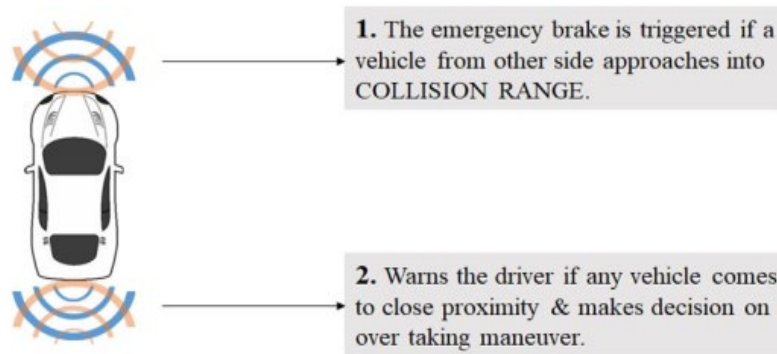 1. The emergency brake is triggered if a
vehicle from other side approaches into
COLLISION RANGE.
2. Warns the driver if any vehicle comes
to close proximity & makes decision on
over taking maneuver.